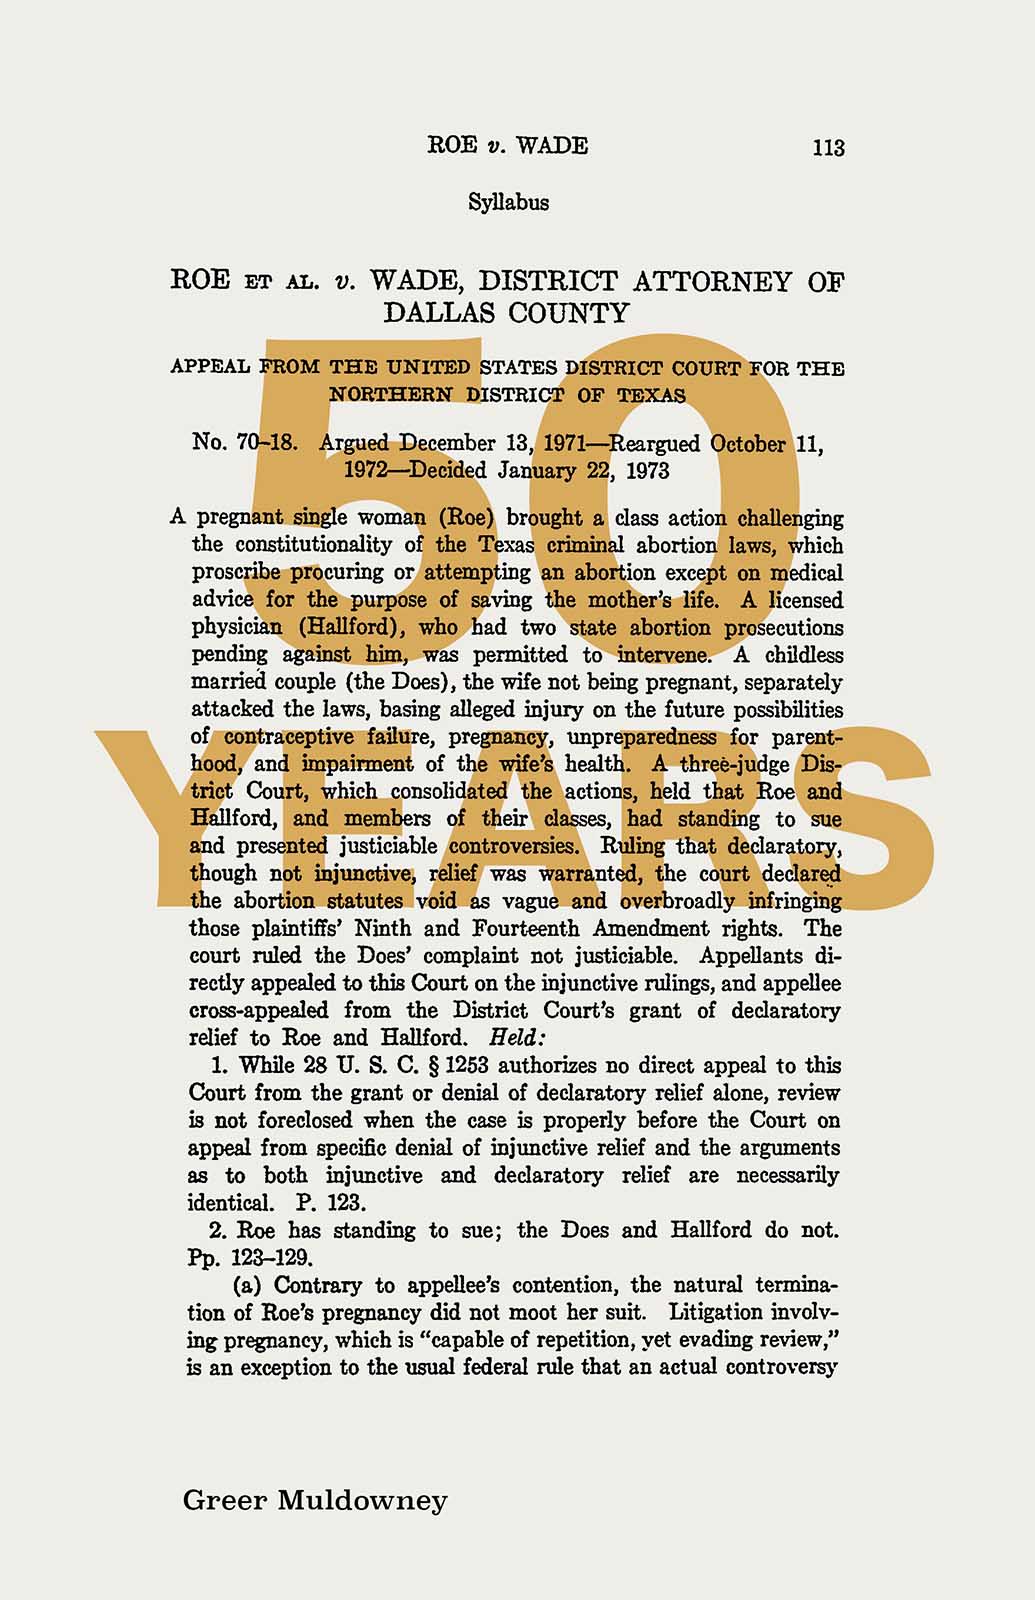 ROE v. WADE 113
Syllabus
ROE ET AL. v. WADE, DISTRICT ATTORNEY OF
DALLAS COUNTY
APPEAL FROM THE UNITED STATES DISTRICT COURT FOR THE
NORTHERN DISTRICT OF TEXAS
No. 70–18. Argued December 13, 1971—Reargued October 11,
1972—Decided January 22, 1973
50
A pregnant single woman (Roe) brought a class action challenging
the constitutionality of the Texas criminal abortion laws, which
proscribe procuring or attempting an abortion except on medical
advice for the purpose of saving the mother's life. A licensed
physician (Hallford), who had two state abortion prosecutions
pending against him, was permitted to intervene. A childless
married couple (the Does), the wife not being pregnant, separately
attacked the laws, basing alleged injury on the future possibilities
of contraceptive failure, pregnancy, unpreparedness for parent-
hood, and impairment of the wife's health. A three-judge Dis-
trict Court, which consolidated the actions, held that Roe and
YEARS
Hallford, and members of their classes, had standing to sue
and presented justiciable controversies. Ruling that declaratory,
though not injunctive, relief was warranted, the court declared
the abortion statutes void as vague and overbroadly infringing
those plaintiffs' Ninth and Fourteenth Amendment rights. The
court ruled the Does' complaint not justiciable. Appellants di-
rectly appealed to this Court on the injunctive rulings, and appellee
cross-appealed from the District Court's grant of declaratory
relief to Roe and Hallford. Held:
1. While 28 U. S. C. § 1253 authorizes no direct appeal to this
Court from the grant or denial of declaratory relief alone, review
is not foreclosed when the case is properly before the Court on
appeal from specific denial of injunctive relief and the arguments
as to both injunctive and declaratory relief are necessarily
identical. P. 123.
2. Roe has standing to sue; the Does and Hallford do not.
Pp. 123–129.
(a) Contrary to appellee's contention, the natural termina-
tion of Roe's pregnancy did not moot her suit. Litigation involv-
ing pregnancy, which is "capable of repetition, yet evading review,"
is an exception to the usual federal rule that an actual controversy
Greer Muldowney